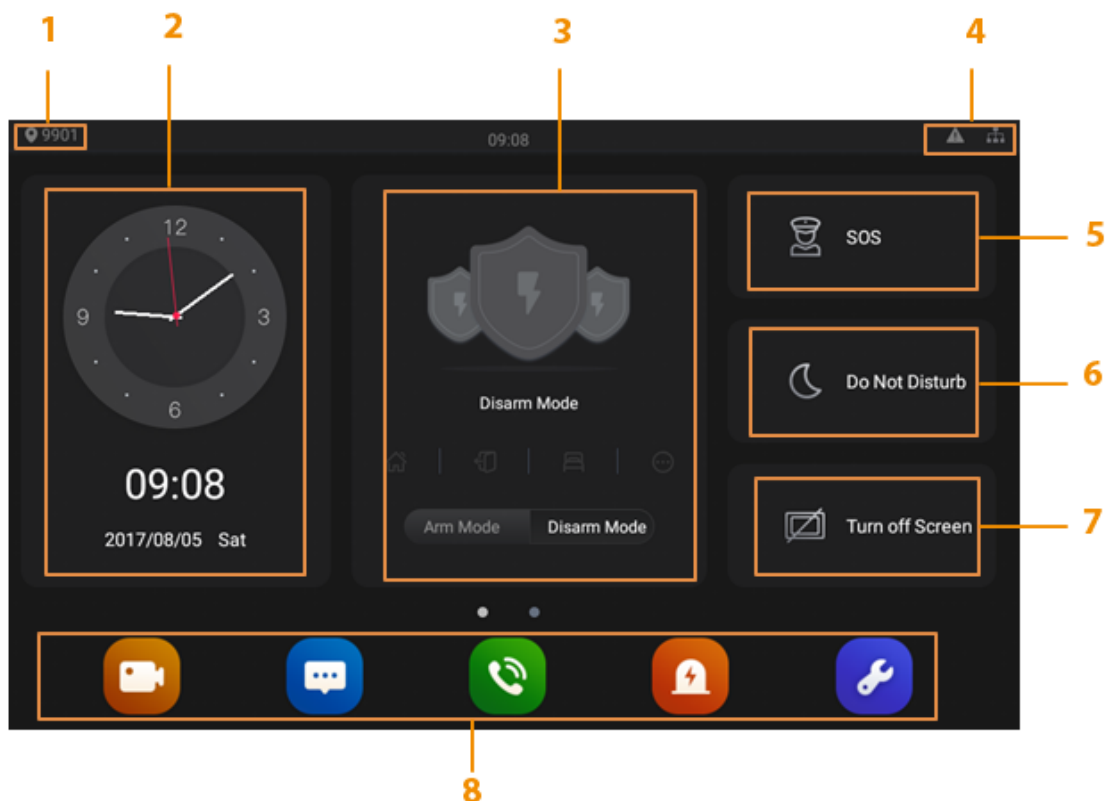 1
2
3
4
9901
09:08
12
9
3
6
09:08
2017/08/05 Sat
Disarm Mode
Arm Mode
Disarm Mode
SOS
5
Do Not Disturb
6
Turn off Screen
7
8